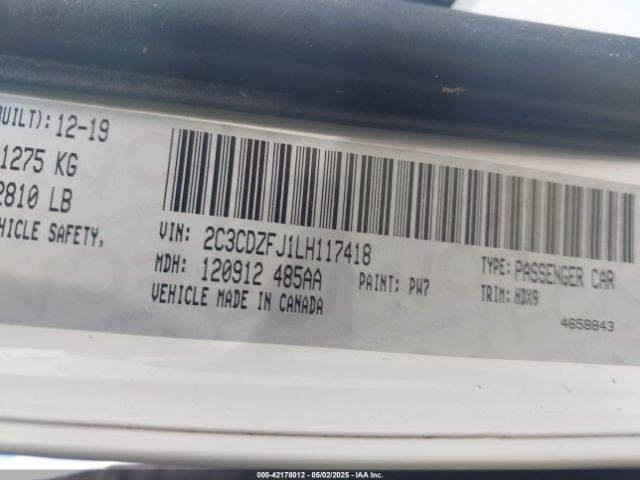 BUILT): 12-19
1275 KG
2810 LB
HICLE SAFETY,
VIN: 2C3CDZFJ1LH117418
MDH: 120912 485AA
PAINT: PW7
VEHICLE MADE IN CANADA
TYPE: PASSENGER CAR
TRIM: HDX9
4658843
000-42178012 - 05/02/2025 - IAA Inc.